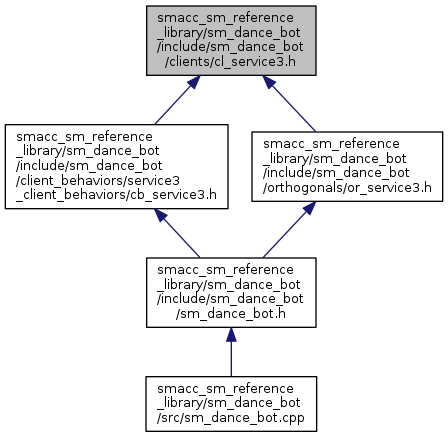 smacc_sm_reference
_library/sm_dance_bot
/include/sm_dance_bot
/clients/cl_service3.h
smacc_sm_reference
_library/sm_dance_bot
/include/sm_dance_bot
/client_behaviors/service3
_client_behaviors/cb_service3.h
smacc_sm_reference
_library/sm_dance_bot
/include/sm_dance_bot
/orthogonals/or_service3.h
smacc_sm_reference
_library/sm_dance_bot
/include/sm_dance_bot
/sm_dance_bot.h
smacc_sm_reference
_library/sm_dance_bot
/src/sm_dance_bot.cpp